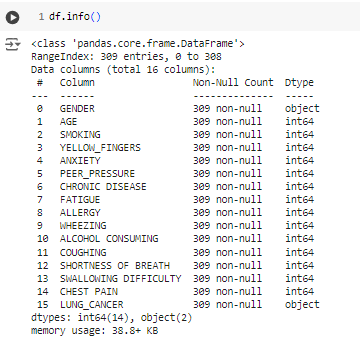 1 df.info()
<class 'pandas.core.frame.DataFrame'>
RangeIndex: 309 entries, 0 to 308
Data columns (total 16 columns):
 #   Column                 Non-Null Count  Dtype
---  ------                 --------------  -----
 0   GENDER                 309 non-null    object
 1   AGE                    309 non-null    int64
 2   SMOKING                309 non-null    int64
 3   YELLOW_FINGERS         309 non-null    int64
 4   ANXIETY                309 non-null    int64
 5   PEER_PRESSURE          309 non-null    int64
 6   CHRONIC DISEASE        309 non-null    int64
 7   FATIGUE                309 non-null    int64
 8   ALLERGY                309 non-null    int64
 9   WHEEZING               309 non-null    int64
 10  ALCOHOL CONSUMING      309 non-null    int64
 11  COUGHING               309 non-null    int64
 12  SHORTNESS OF BREATH    309 non-null    int64
 13  SWALLOWING DIFFICULTY  309 non-null    int64
 14  CHEST PAIN             309 non-null    int64
 15  LUNG_CANCER            309 non-null    object
dtypes: int64(14), object(2)
memory usage: 38.8+ KB